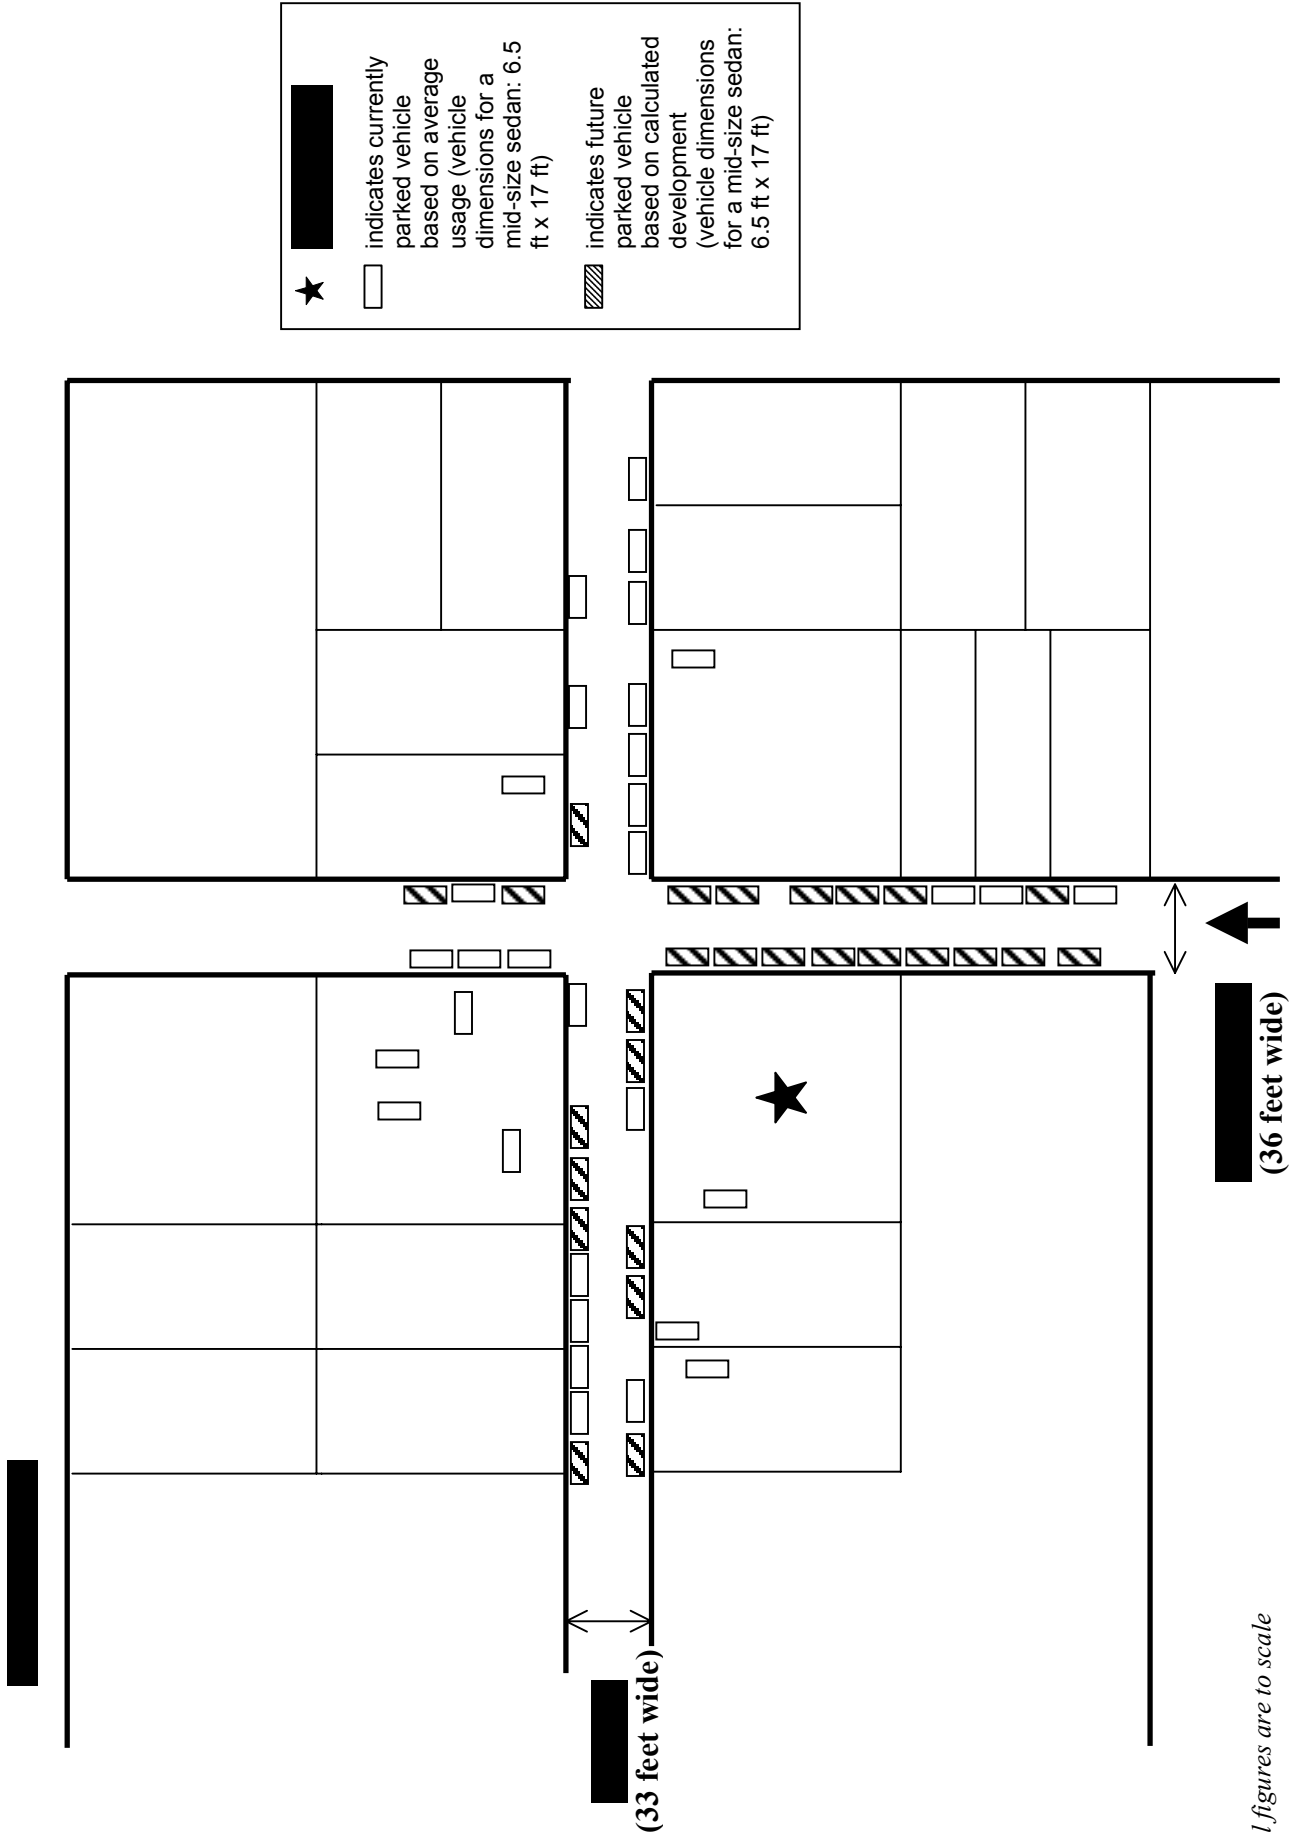 indicates currently
parked vehicle
based on average
usage (vehicle
dimensions for a
mid-size sedan: 6.5
ft x 17 ft)
indicates future
parked vehicle
based on calculated
development
(vehicle dimensions
for a mid-size sedan:
6.5 ft x 17 ft)
(33 feet wide)
(36 feet wide)
l figures are to scale